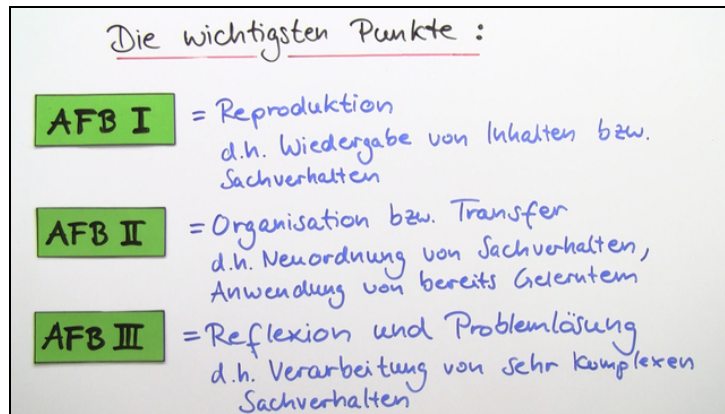 Die wichtigsten Punkte :
AFB I = Reproduktion
d.h. Wiedergabe von Inhalten bzw.
Sachverhalten
AFB II = Organisation bzw. Transfer
d.h. Neuordnung von Sachverhalten,
Anwendung von bereits Gelerntem
AFB III = Reflexion und Problemlösung
d.h. Verarbeitung von sehr komplexen
Sachverhalten